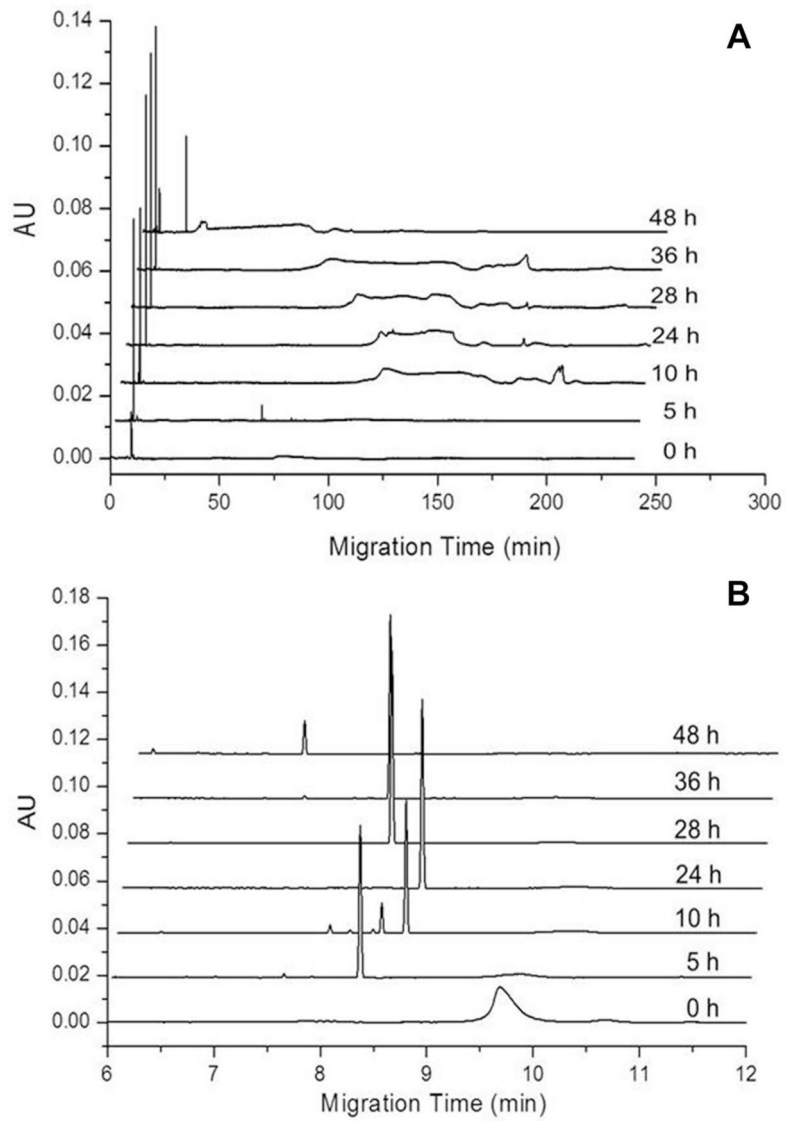 A
0.14
0.12
0.10
0.08
0.06
0.04
0.02
0.00
AU
48 h
36 h
28 h
24 h
10 h
5 h
0 h
0 50 100 150 200 250 300
Migration Time (min)
B
0.18
0.16
0.14
0.12
0.10
0.08
0.06
0.04
0.02
0.00
AU
48 h
36 h
28 h
24 h
10 h
5 h
0 h
6 7 8 9 10 11 12
Migration Time (min)